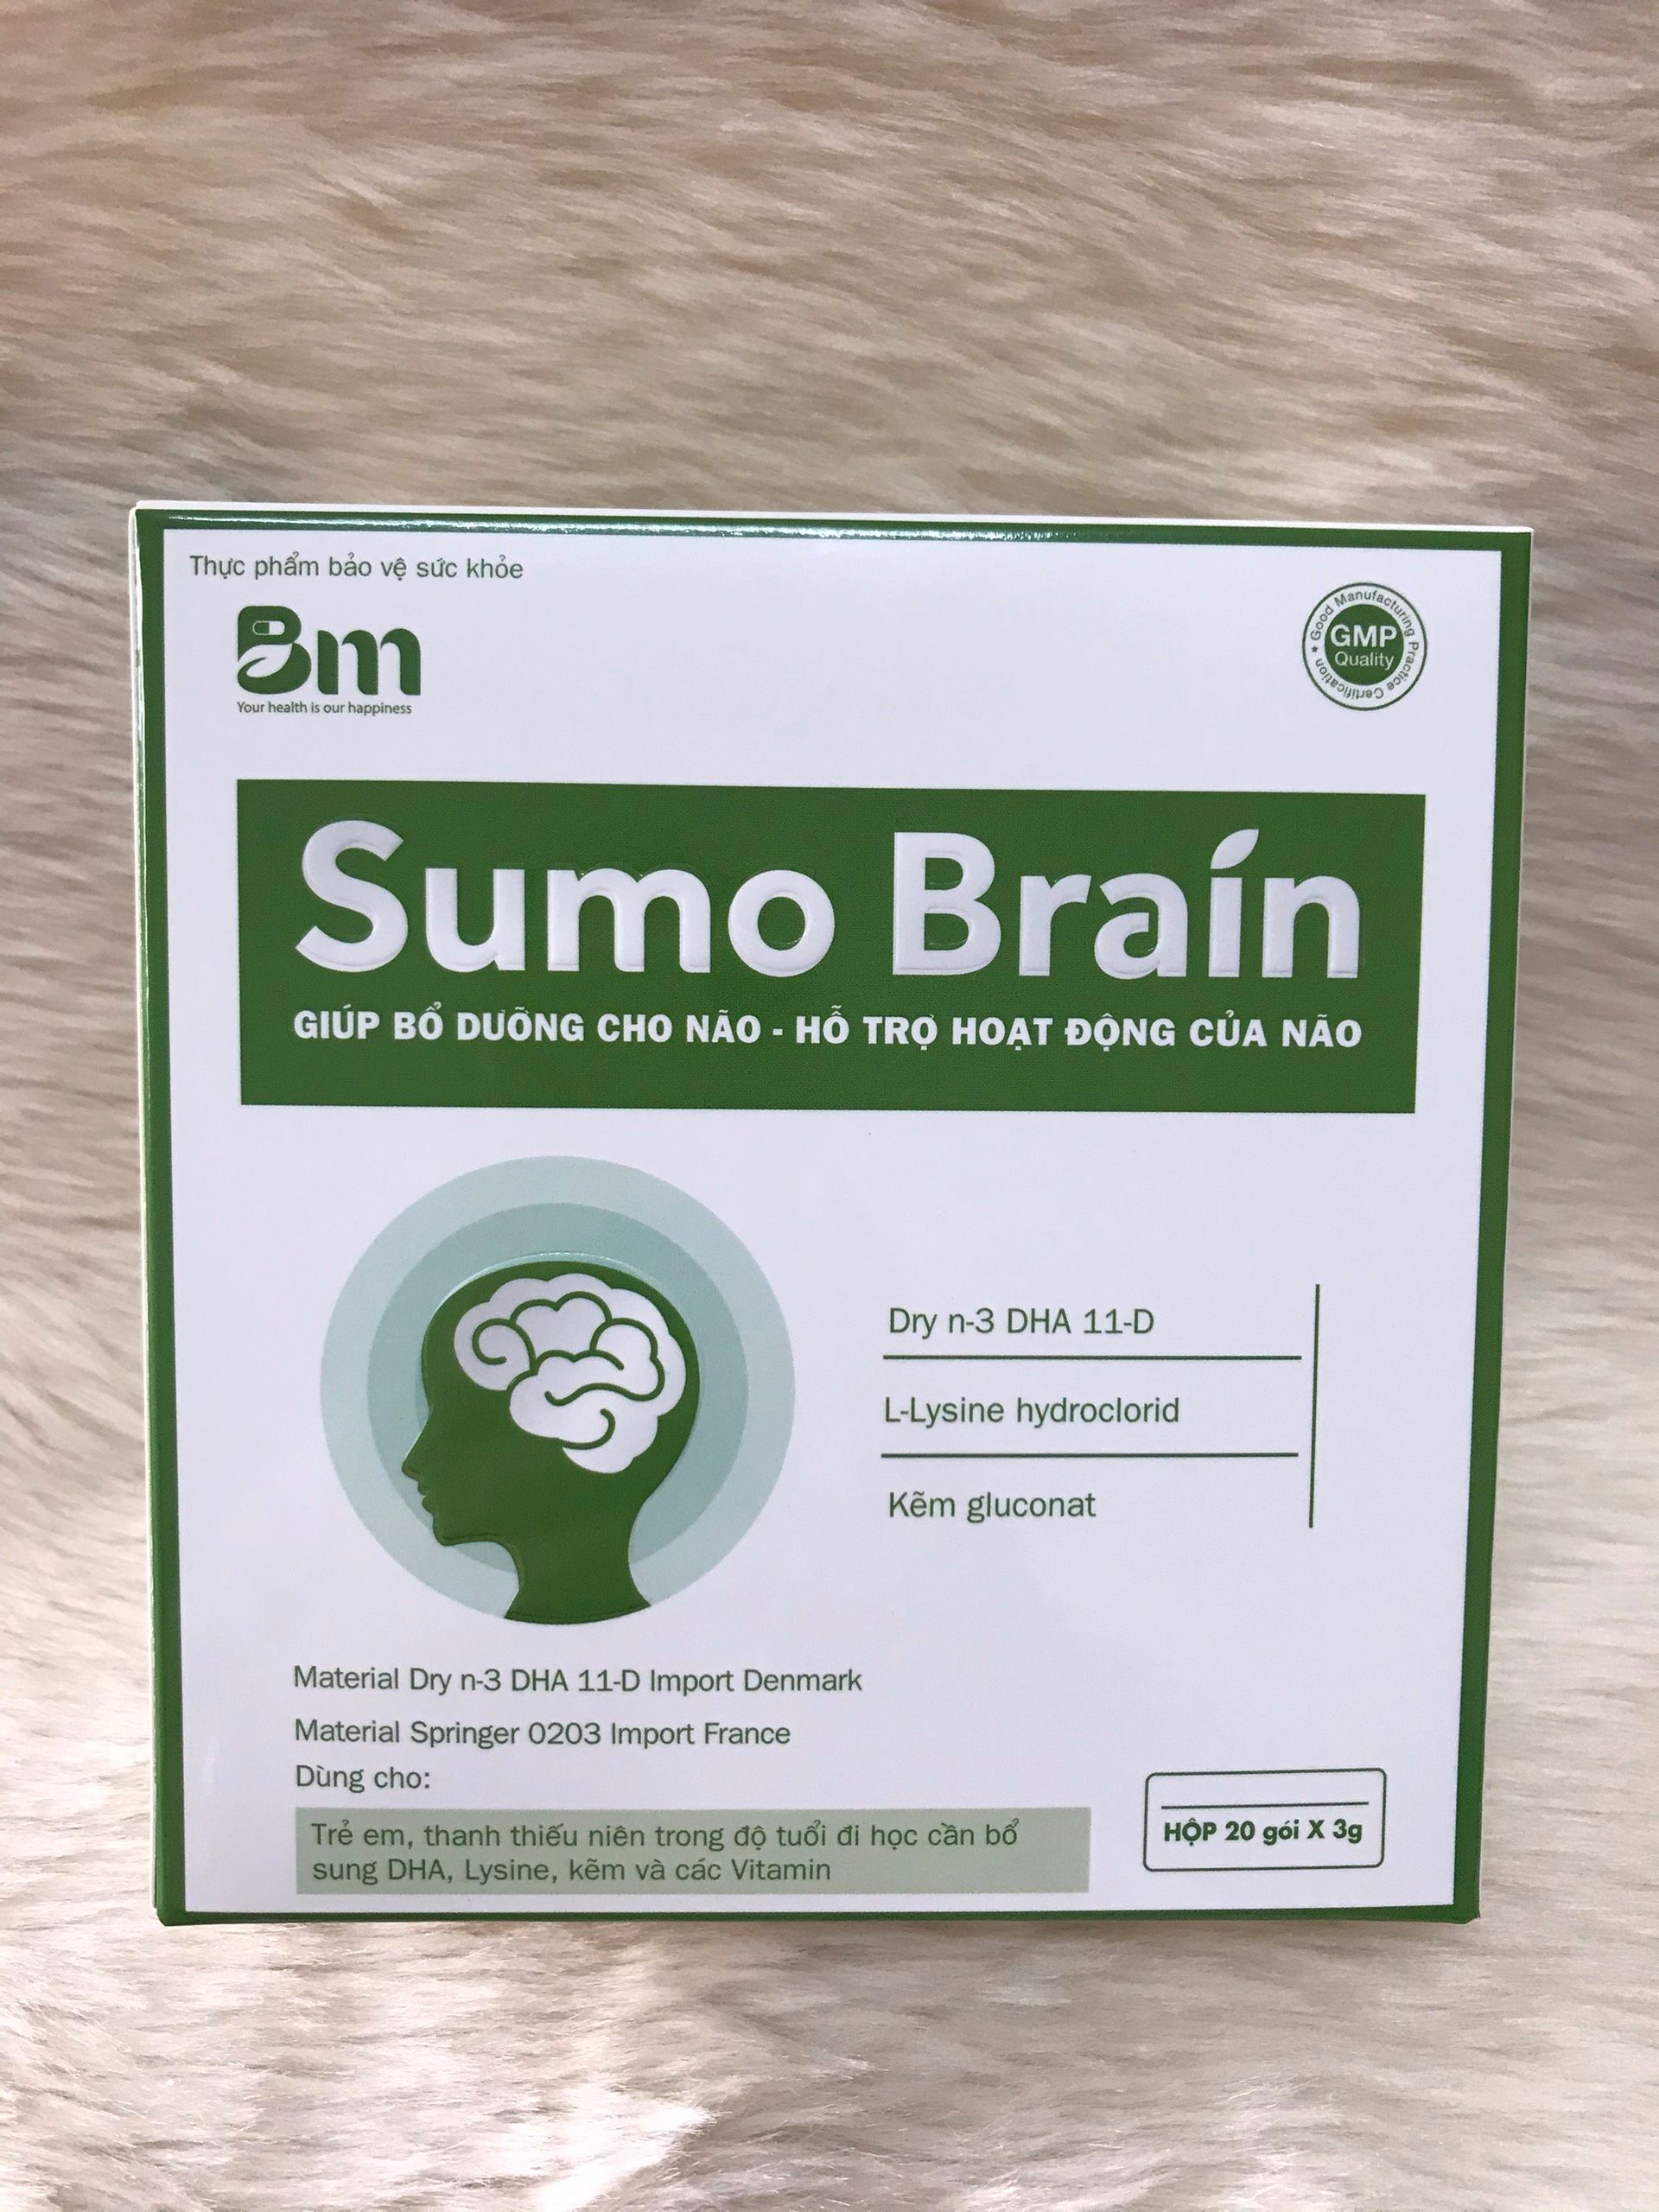 Thực phẩm bảo vệ sức khỏe
Bm
Your health is our happiness
Good Manufacturing Practice Certification
GMP
Quality
Sumo Brain
GIÚP BỔ DƯỠNG CHO NÃO - HỖ TRỢ HOẠT ĐỘNG CỦA NÃO
Dry n-3 DHA 11-D
L-Lysine hydroclorid
Kẽm gluconat
Material Dry n-3 DHA 11-D Import Denmark
Material Springer 0203 Import France
Dùng cho:
Trẻ em, thanh thiếu niên trong độ tuổi đi học cần bổ
sung DHA, Lysine, kẽm và các Vitamin
HỘP 20 gói X 3g